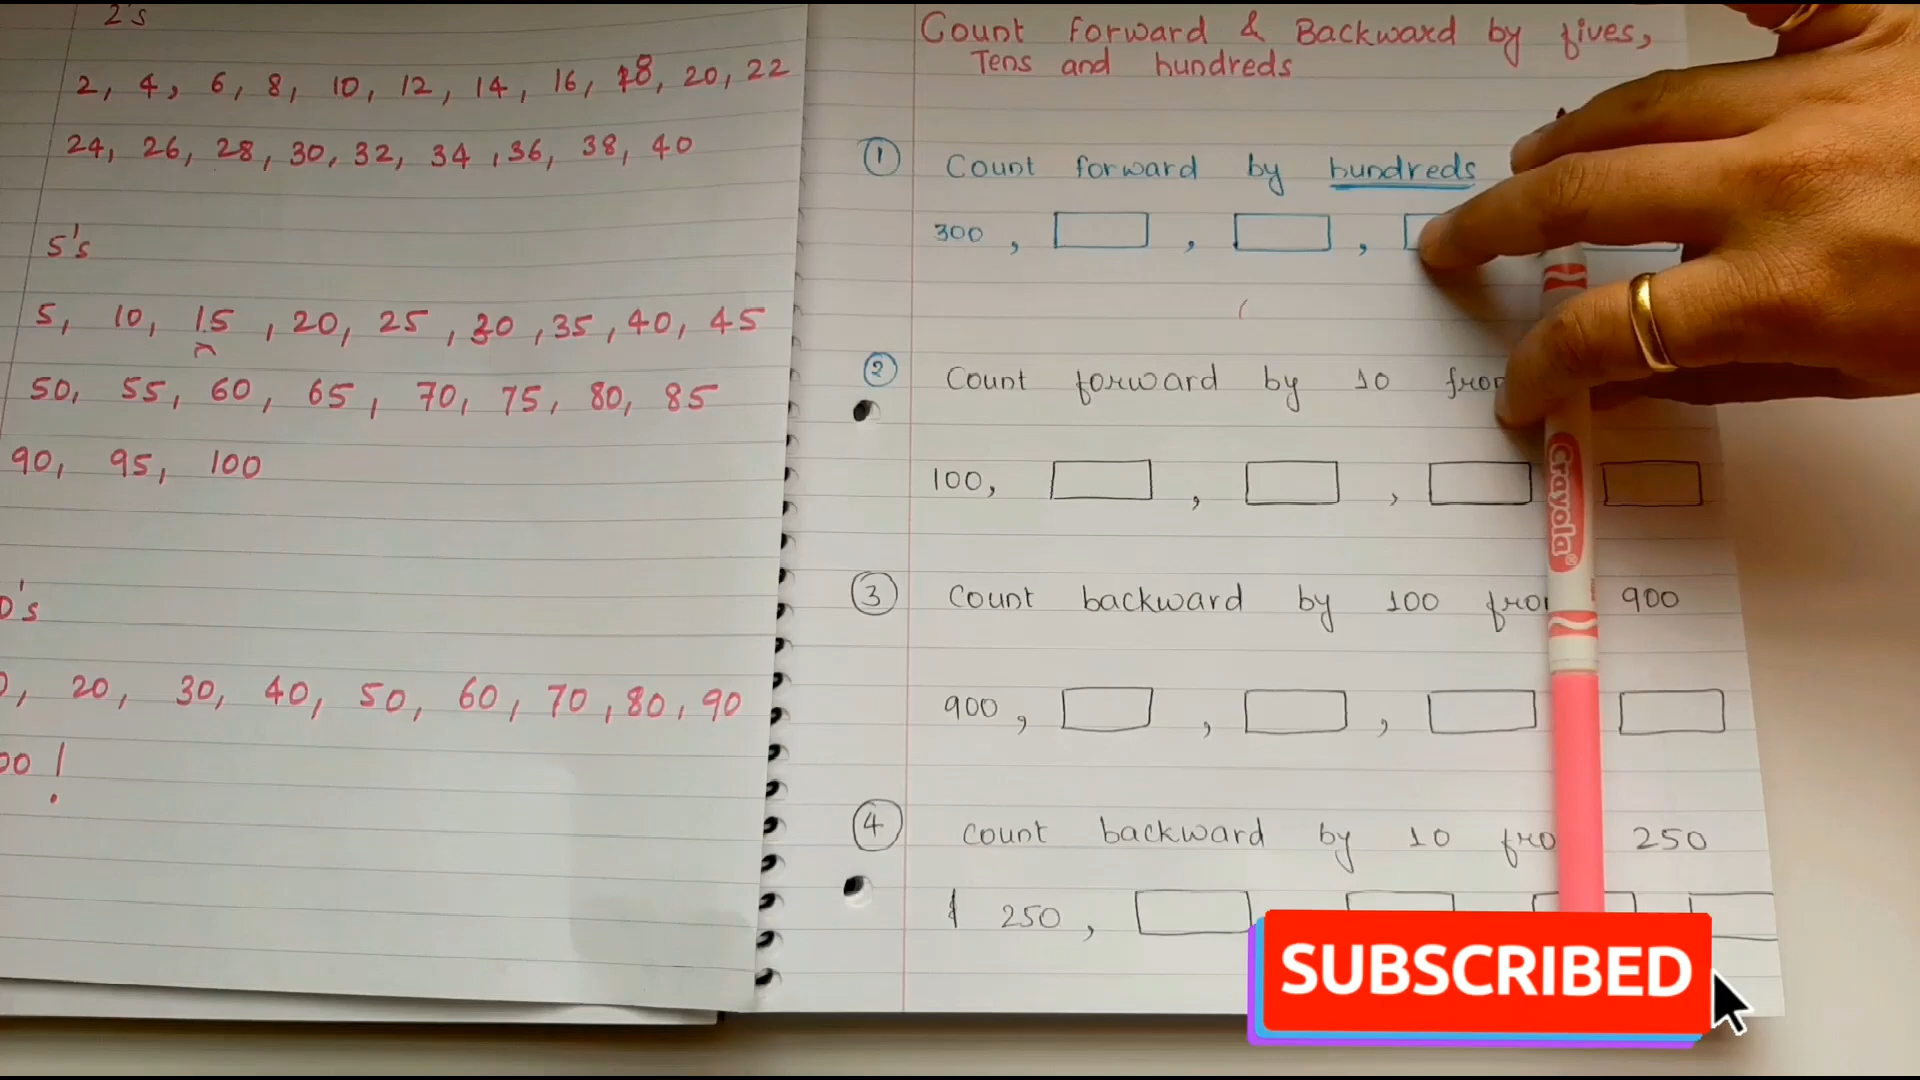 2's
2, 4, 6, 8, 10, 12, 14, 16, 18, 20, 22
24, 26, 28, 30, 32, 34, 36, 38, 40
5's
5, 10, 15, 20, 25, 30, 35, 40, 45
50, 55, 60, 65, 70, 75, 80, 85
90, 95, 100
0's
20, 30, 40, 50, 60, 70, 80, 90
00!
Count forward & Backward by fives,
Tens and hundreds
① Count forward by hundreds
300,
② Count forward by 10
100,
③ Count backward by 100 900
900,
④ Count backward by 10 250
250,
Crayola
SUBSCRIBED